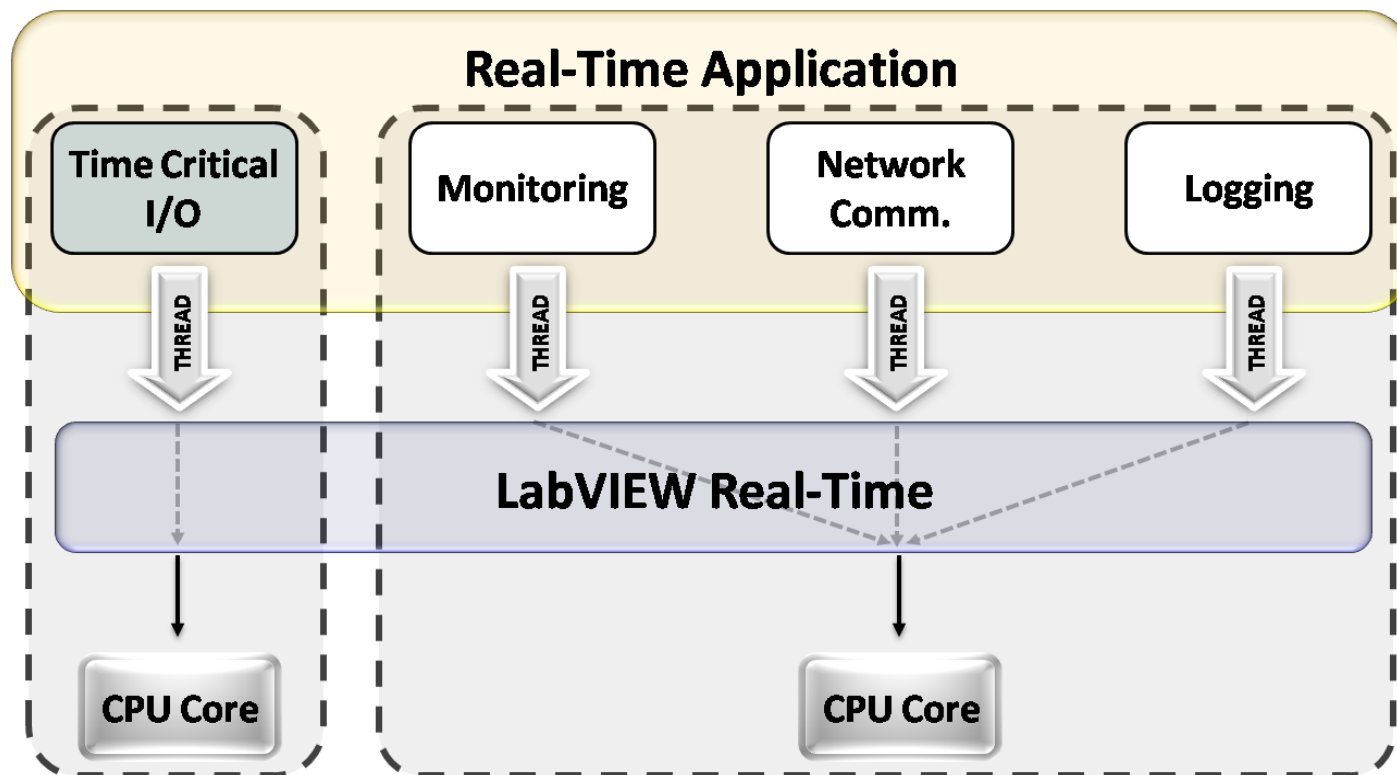 Real-Time Application
Time Critical
I/O
Monitoring
Network
Comm.
Logging
THREAD
THREAD
THREAD
THREAD
LabVIEW Real-Time
CPU Core
CPU Core